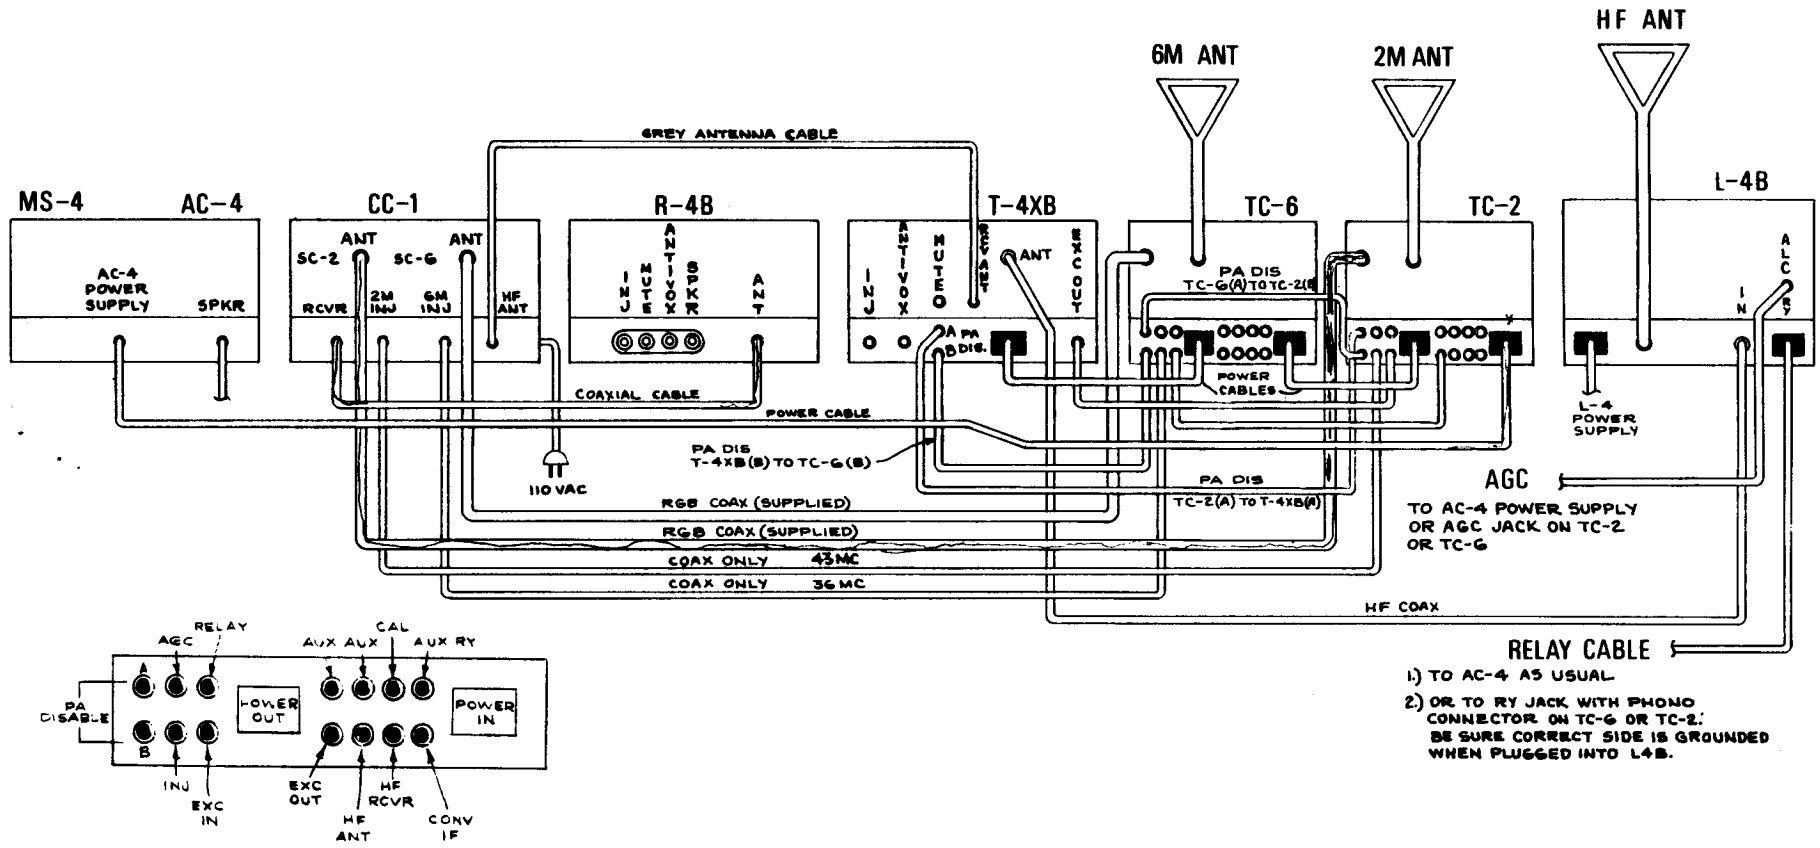 HF ANT
6M ANT
2M ANT
GREY ANTENNA CABLE
MS-4
AC-4
CC-1
R-4B
T-4XB
TC-6
TC-2
L-4B
AC-4
POWER
SUPPLY
SPKR
ANT
SC-2
ANT
SC-6
RCVR
2M
INJ
6M
INJ
HF
ANT
INJ
MUTE
ANTIVOX
SPKR
ANT
INJ
ANTIVOX
MUTE
REV ANT
ANT
EXC OUT
A
B
PA
DIS.
PA DIS
TC-6(A) TO TC-2(B)
ALC
RY
IN
COAXIAL CABLE
POWER CABLE
POWER
CABLES
L-4
POWER
SUPPLY
PA DIS
T-4XB(B) TO TC-6(B)
110 VAC
PA DIS
TC-2(A) TO T-4XB(A)
RG8 COAX (SUPPLIED)
RG8 COAX (SUPPLIED)
COAX ONLY 43 MC
COAX ONLY 36 MC
HF COAX
AGC
TO AC-4 POWER SUPPLY
OR AGC JACK ON TC-2
OR TC-6
RELAY CABLE
1.) TO AC-4 AS USUAL
2.) OR TO RY JACK WITH PHONO
CONNECTOR ON TC-6 OR TC-2.
BE SURE CORRECT SIDE IS GROUNDED
WHEN PLUGGED INTO L4B.
AGC
RELAY
AUX
AUX
CAL
AUX RY
A
B
PA
DISABLE
POWER
OUT
POWER
IN
INJ
EXC
IN
EXC
OUT
HF
ANT
HF
RCVR
CONV
IF